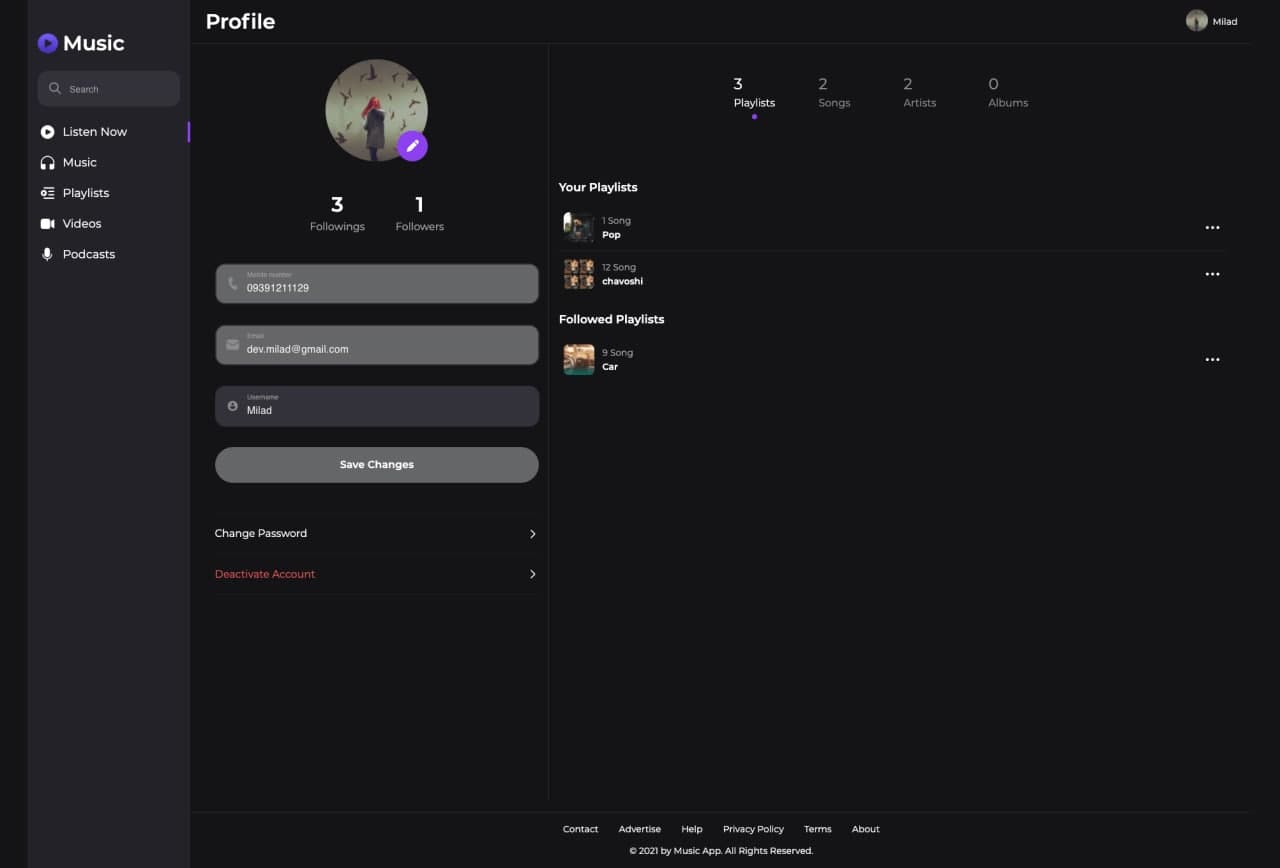 Music
Search
Listen Now
Music
Playlists
Videos
Podcasts
Profile
Milad
3
Followings
1
Followers
Mobile number
09391211129
Email
dev.milad@gmail.com
Username
Milad
Save Changes
Change Password
Deactivate Account
3
Playlists
2
Songs
2
Artists
0
Albums
Your Playlists
1 Song
Pop
12 Song
chavoshi
Followed Playlists
9 Song
Car
Contact Advertise Help Privacy Policy Terms About
© 2021 by Music App. All Rights Reserved.